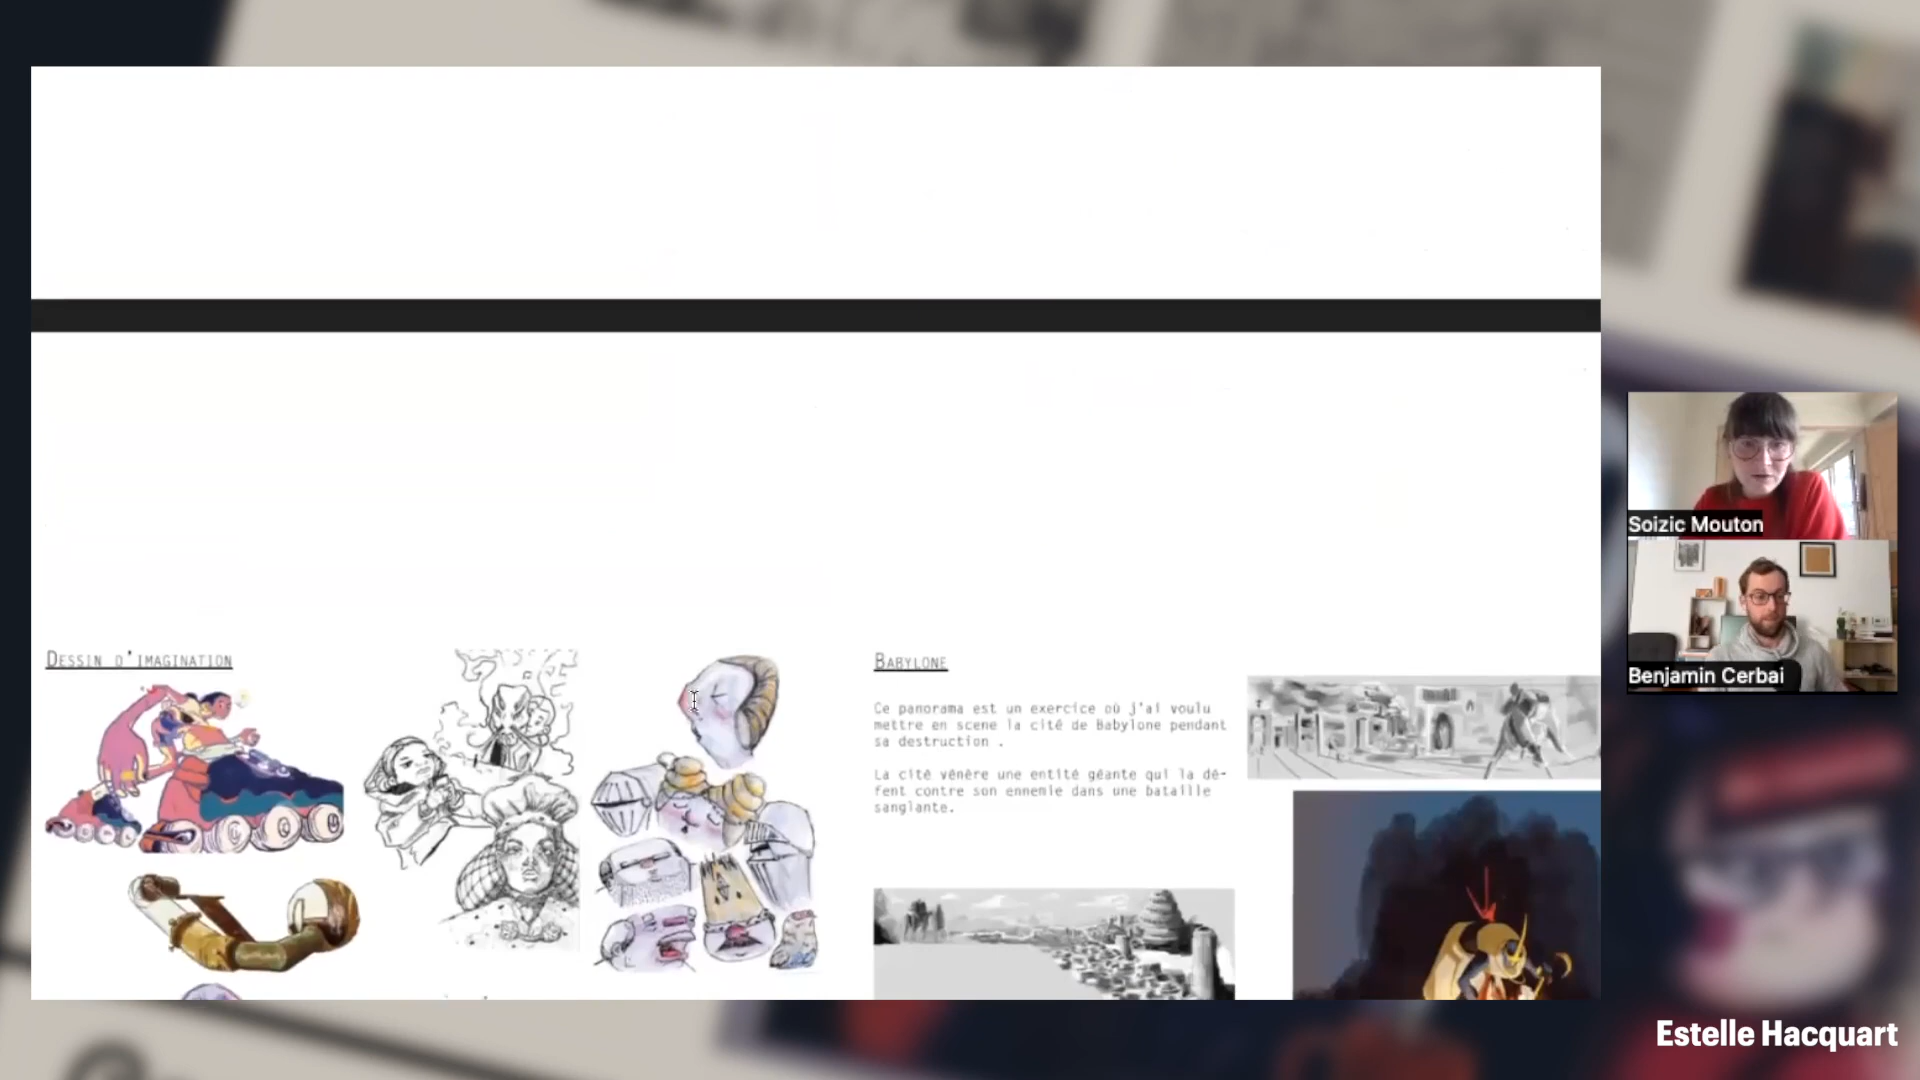 DESSIN D'IMAGINATION
BABYLONE
Ce panorama est un exercice où j'ai voulu
mettre en scene la cité de Babylone pendant
sa destruction .
La cité vénère une entité géante qui la dé-
fent contre son ennemie dans une bataille
sanglante.
Soizic Mouton
Benjamin Cerbai
Estelle Hacquart